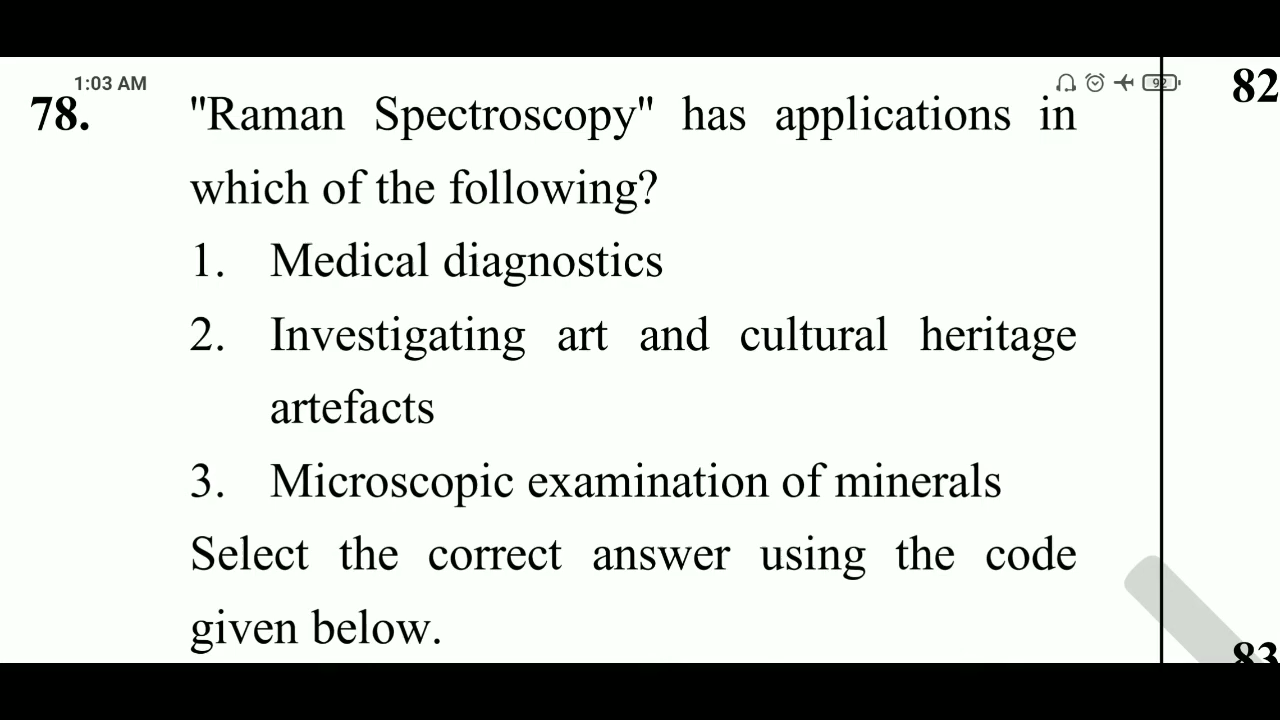 1:03 AM
92
78. "Raman Spectroscopy" has applications in
which of the following?
1. Medical diagnostics
2. Investigating art and cultural heritage
artefacts
3. Microscopic examination of minerals
Select the correct answer using the code
given below.
82
83